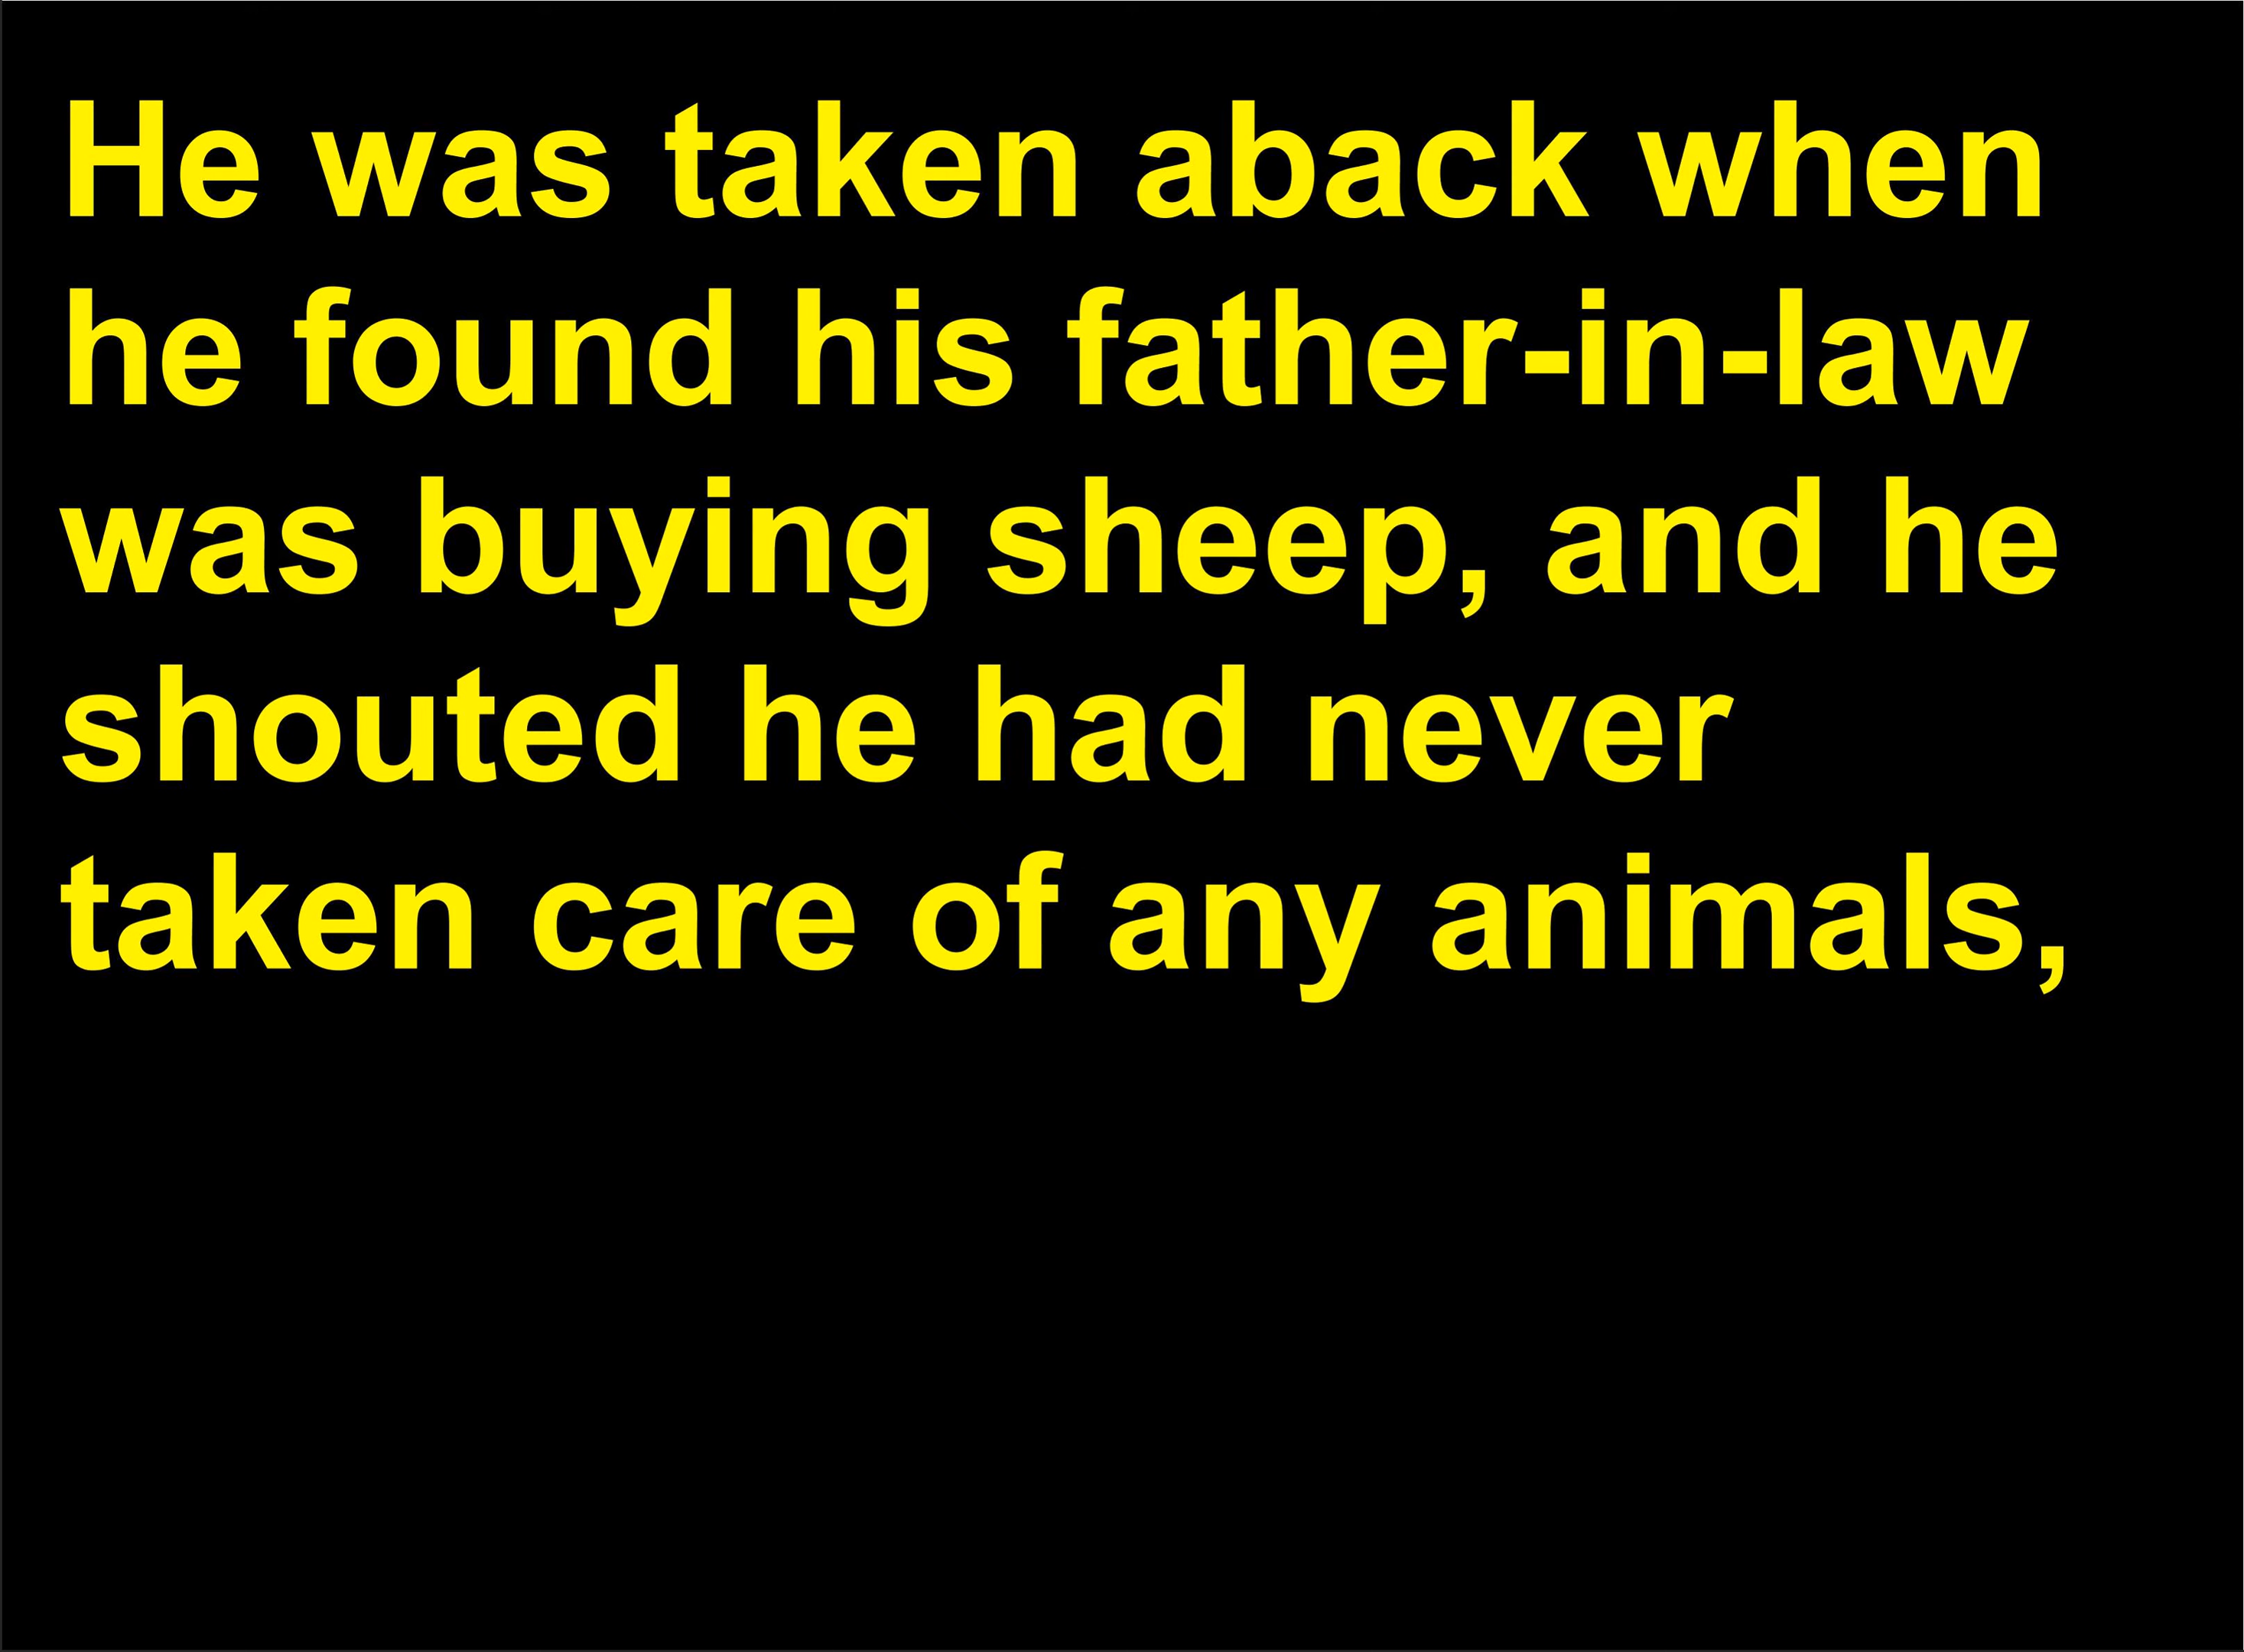 He was taken aback when
he found his father-in-law
was buying sheep, and he
shouted he had never
taken care of any animals,